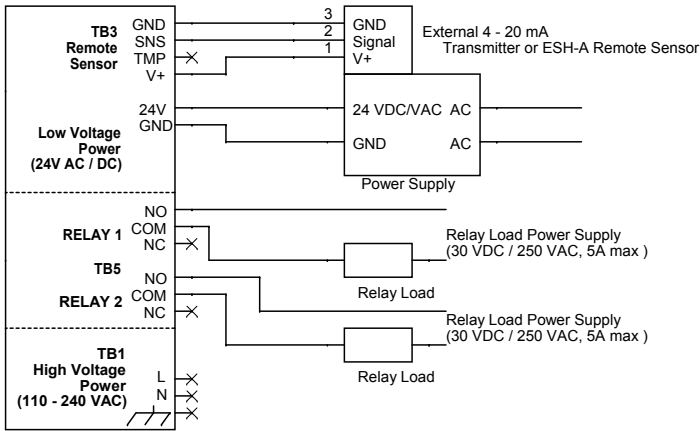 TB3
Remote
Sensor
GND
SNS
TMP
V+
3
2
1
GND
Signal
V+
External 4 - 20 mA
Transmitter or ESH-A Remote Sensor
Low Voltage
Power
(24V AC / DC)
24V
GND
24 VDC/VAC AC
GND AC
Power Supply
RELAY 1
NO
COM
NC
Relay Load Power Supply
(30 VDC / 250 VAC, 5A max )
Relay Load
TB5
RELAY 2
NO
COM
NC
Relay Load Power Supply
(30 VDC / 250 VAC, 5A max )
Relay Load
TB1
High Voltage
Power
(110 - 240 VAC)
L
N